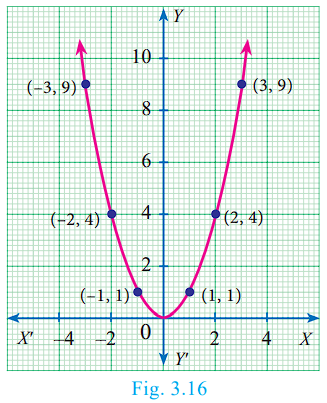 Y
10
(–3, 9) (3, 9)
8
6
4
(–2, 4) (2, 4)
2
(–1, 1) (1, 1)
X′ –4 –2 0 2 4 X
Y′
Fig. 3.16